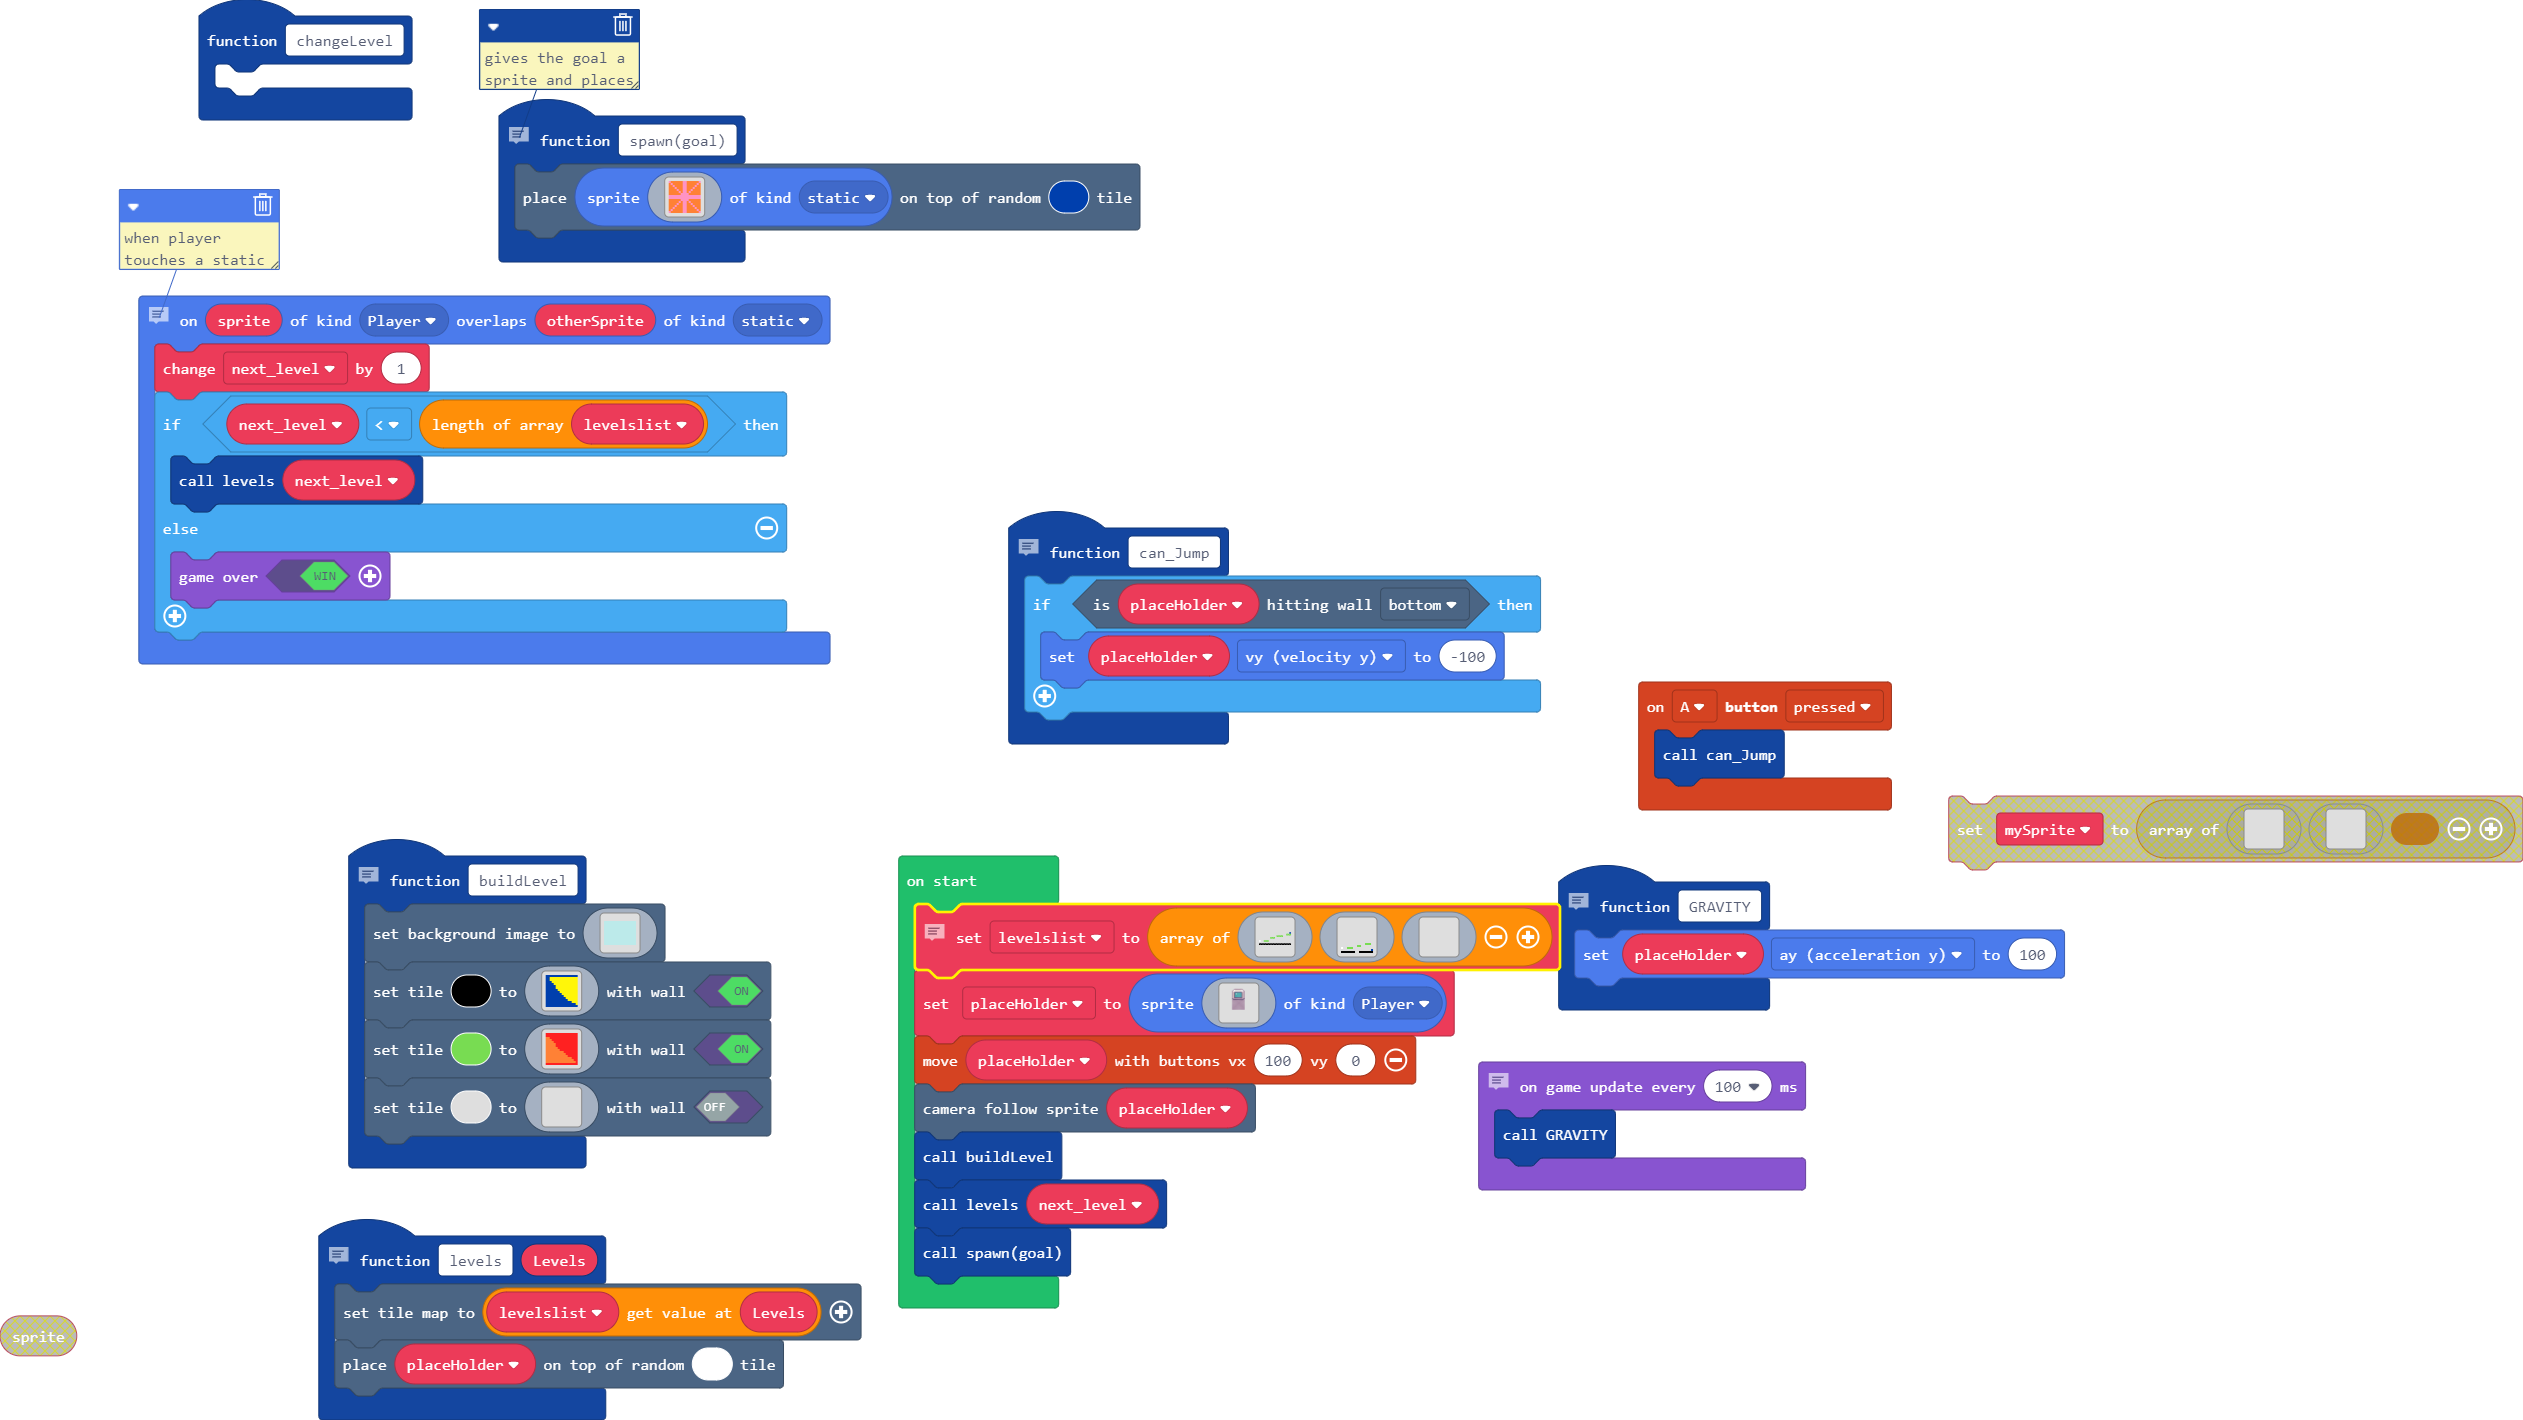 function changeLevel
gives the goal a
sprite and places
function spawn(goal)
place sprite of kind static on top of random tile
when player
touches a static
on sprite of kind Player overlaps otherSprite of kind static
change next_level by 1
if next_level < length of array levelslist then
call levels next_level
else
game over WIN
function can_Jump
if is placeHolder hitting wall bottom then
set placeHolder vy (velocity y) to -100
on A button pressed
call can_Jump
set mySprite to array of
function buildLevel
set background image to
set tile to with wall ON
set tile to with wall ON
set tile to with wall OFF
on start
set levelslist to array of
set placeHolder to sprite of kind Player
move placeHolder with buttons vx 100 vy 0
camera follow sprite placeHolder
call buildLevel
call levels next_level
call spawn(goal)
function GRAVITY
set placeHolder ay (acceleration y) to 100
on game update every 100 ms
call GRAVITY
function levels Levels
set tile map to levelslist get value at Levels
place placeHolder on top of random tile
sprite